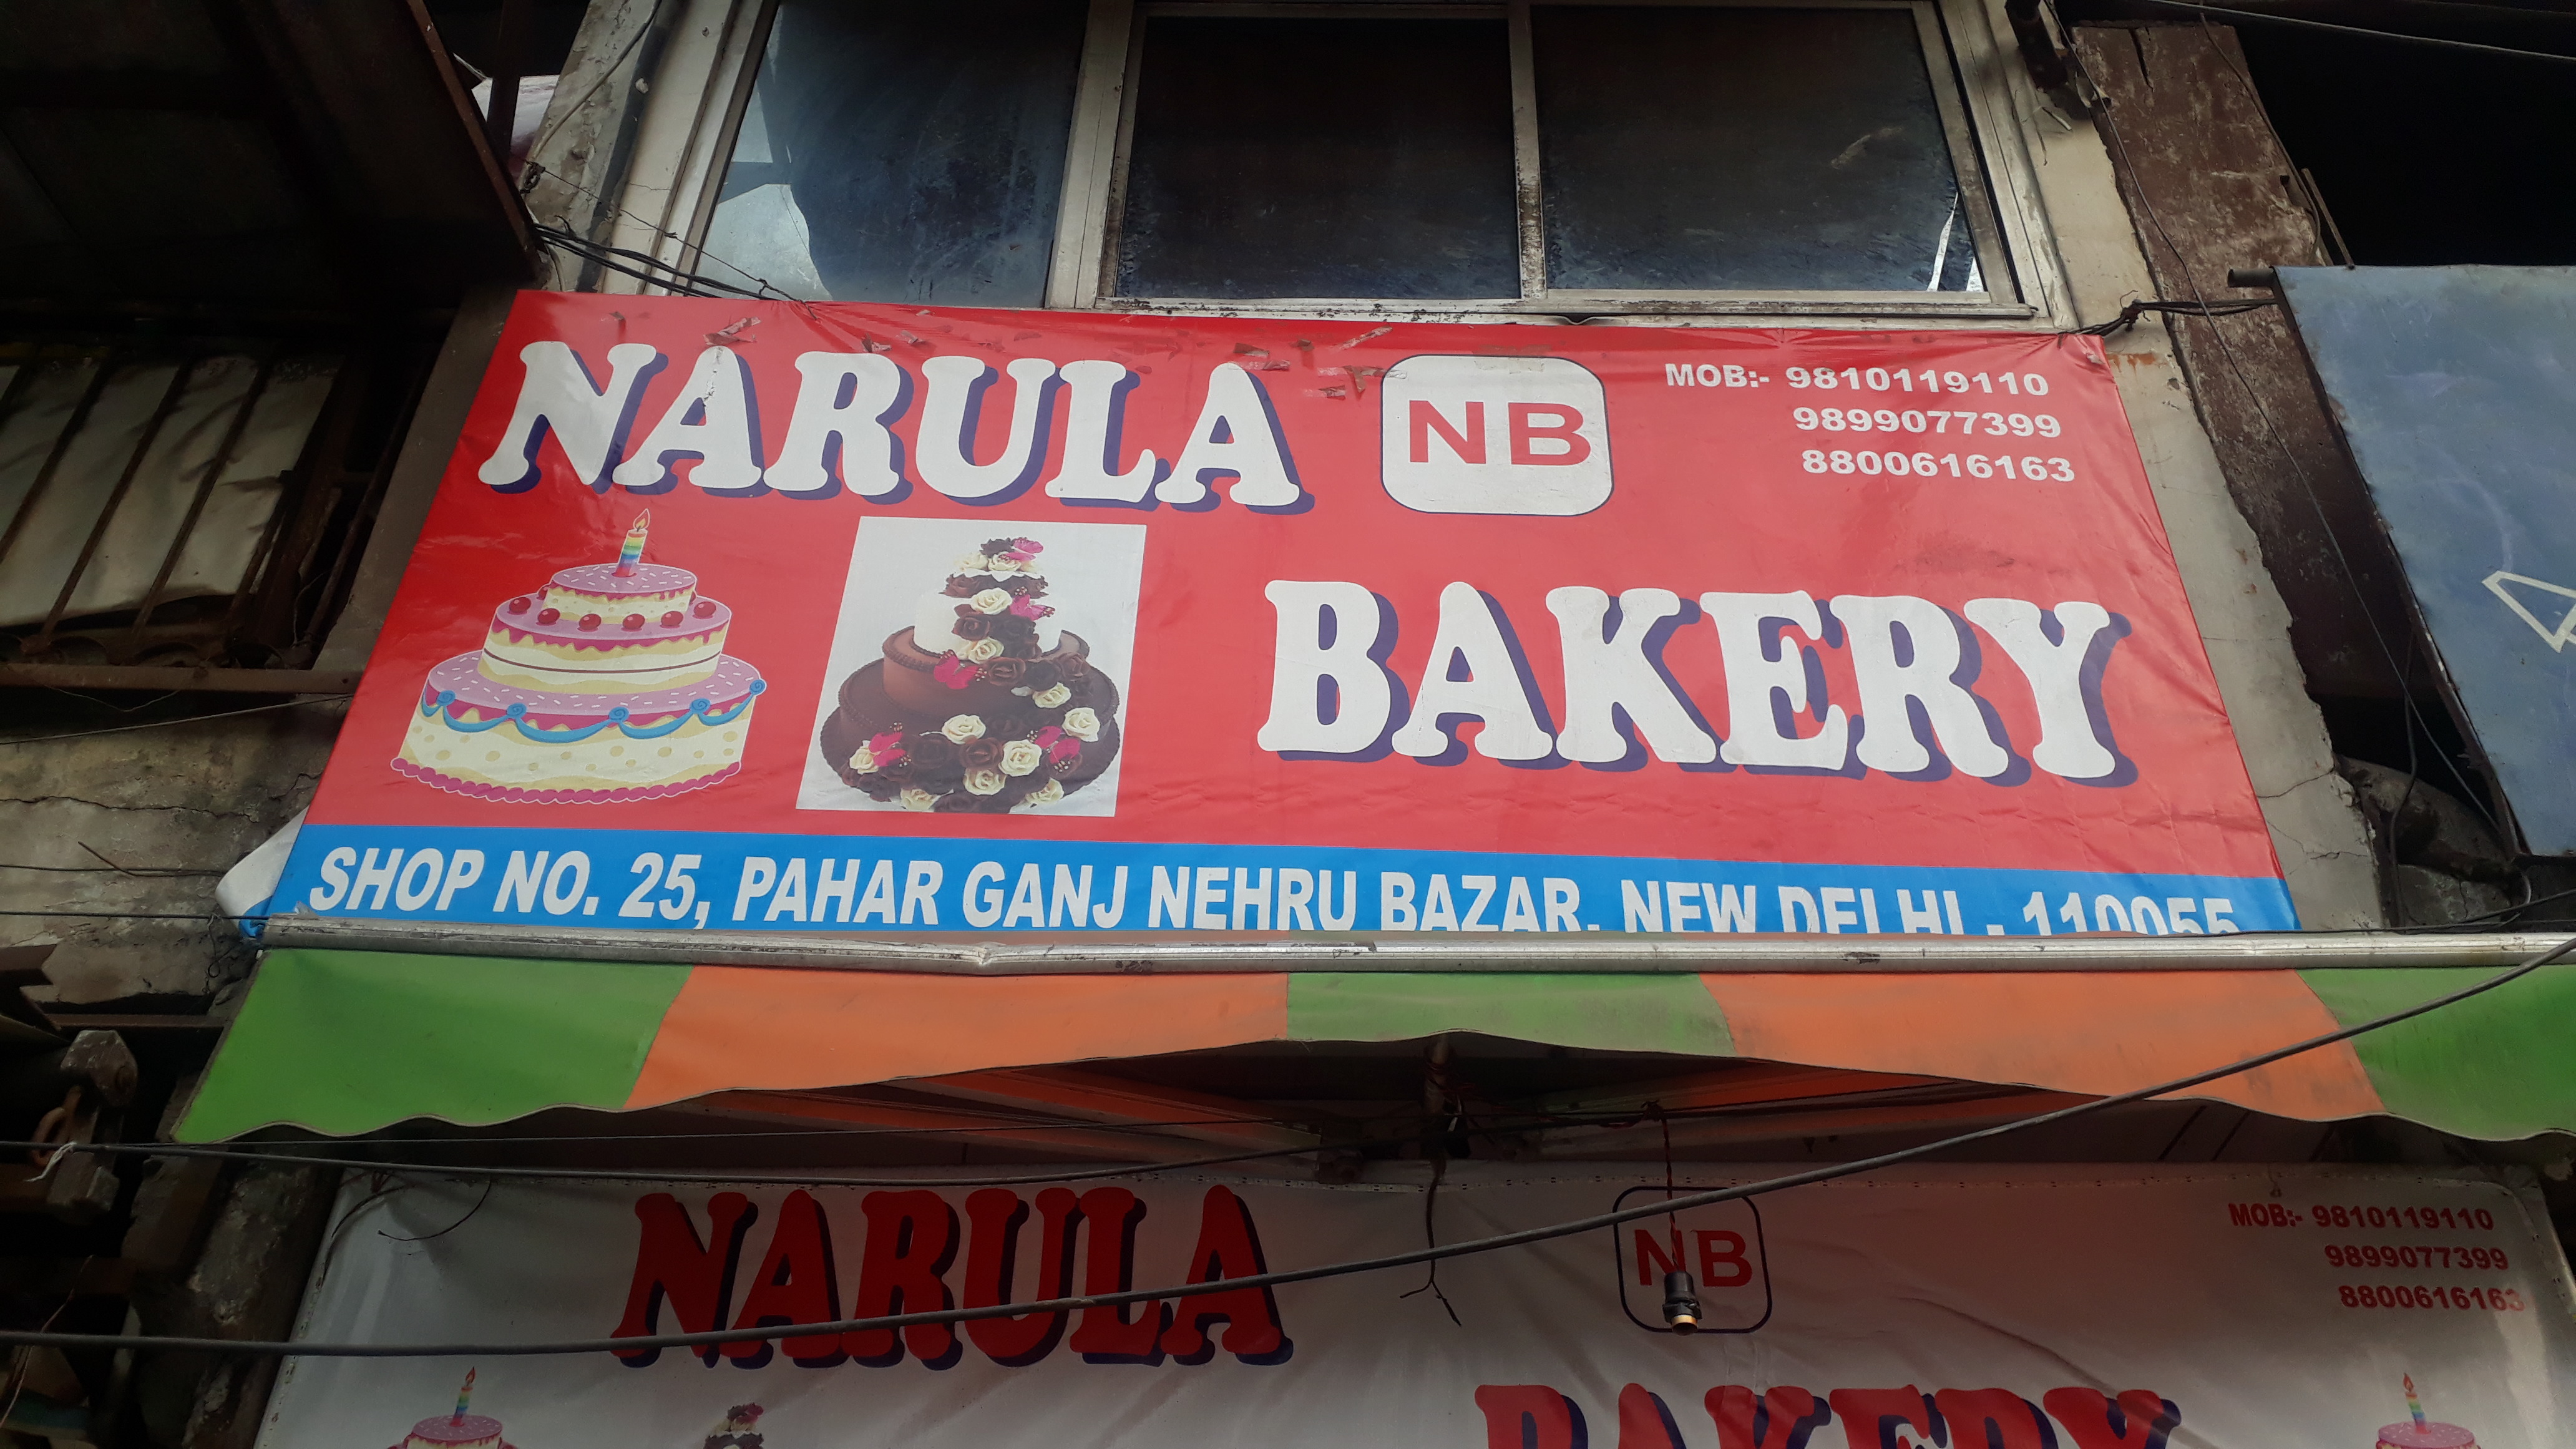 NARULA
NB
MOB:- 9810119110
9899077399
8800616163
BAKERY
SHOP NO. 25, PAHAR GANJ NEHRU BAZAR, NEW DELHI - 110055
A
NARULA
NB
MOB:- 9810119110
9899077399
8800616163
BAKERY